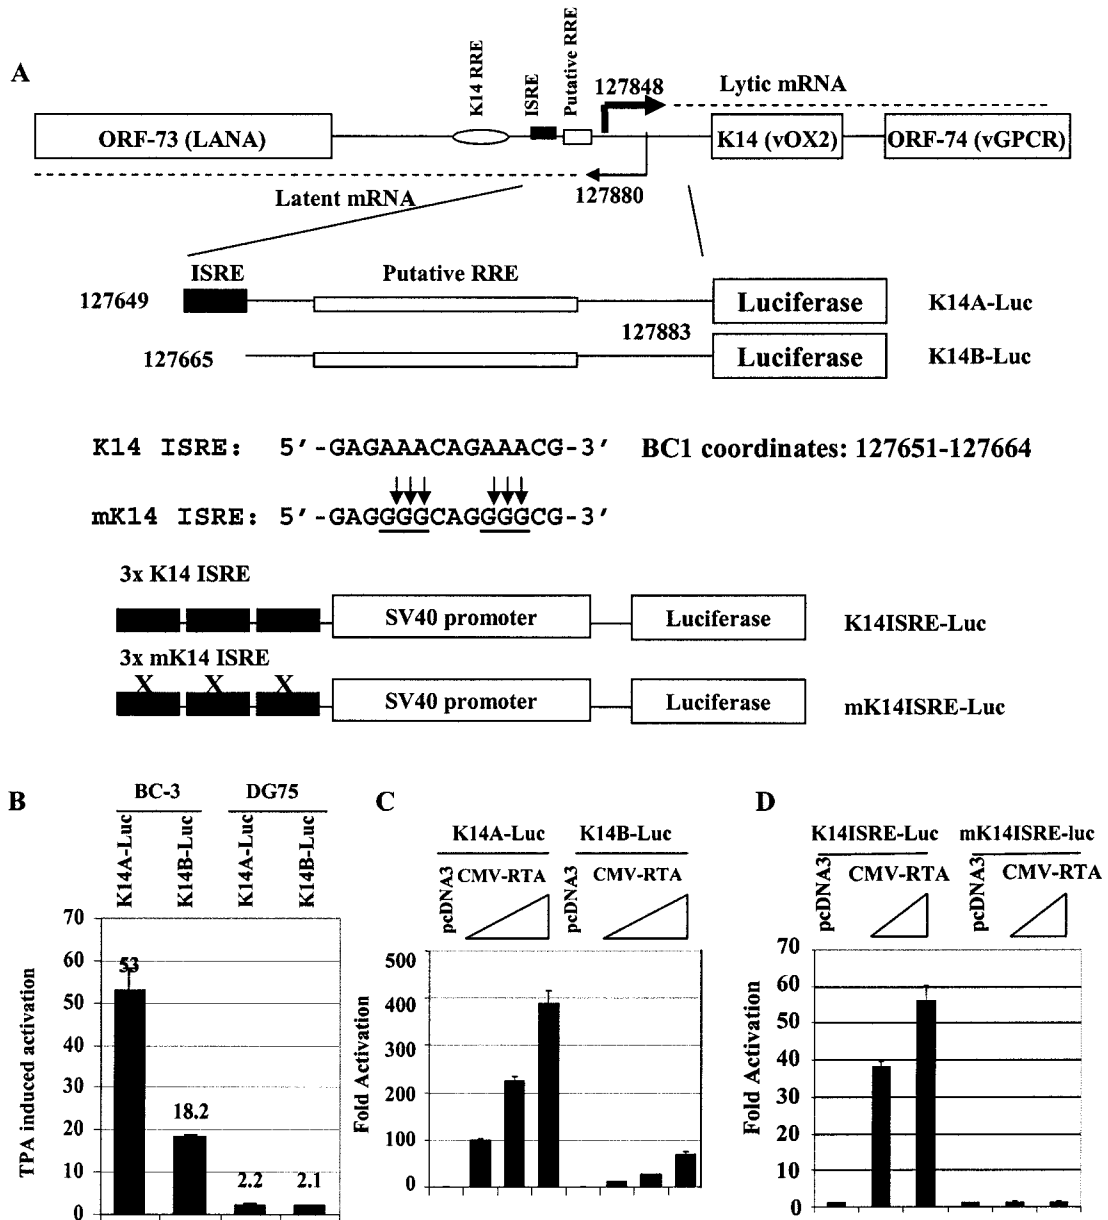 A
K14 RRE
ISRE
Putative RRE
127848
Lytic mRNA
ORF-73 (LANA)
K14 (vOX2)
ORF-74 (vGPCR)
Latent mRNA
127880
ISRE
Putative RRE
127649
Luciferase
K14A-Luc
127883
127665
Luciferase
K14B-Luc
K14 ISRE: 5'-GAGAAACAGAAACG-3' BC1 coordinates: 127651-127664
mK14 ISRE: 5'-GAGGGGCAGGGGCG-3'
3x K14 ISRE
SV40 promoter
Luciferase
K14ISRE-Luc
3x mK14 ISRE
X X X
SV40 promoter
Luciferase
mK14ISRE-Luc
B
BC-3
DG75
K14A-Luc
K14B-Luc
K14A-Luc
K14B-Luc
TPA induced activation
70
60
50
40
30
20
10
0
53
18.2
2.2
2.1
C
K14A-Luc
K14B-Luc
pcDNA3
CMV-RTA
pcDNA3
CMV-RTA
Fold Activation
500
400
300
200
100
0
D
K14ISRE-Luc
mK14ISRE-luc
pcDNA3
CMV-RTA
pcDNA3
CMV-RTA
Fold Activation
70
60
50
40
30
20
10
0